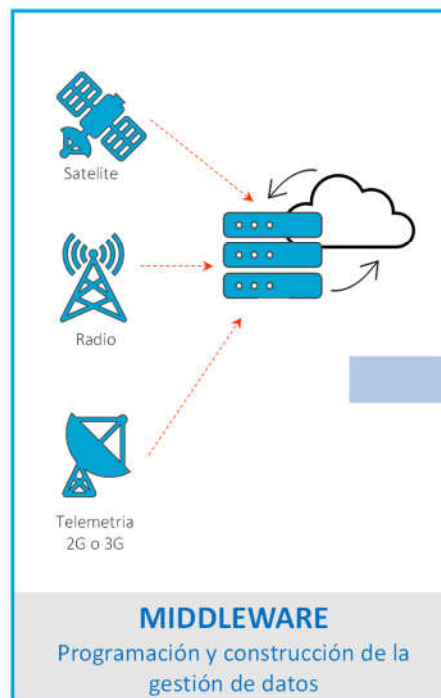 Satelite
Radio
Telemetria
2G o 3G
MIDDLEWARE
Programación y construcción de la
gestión de datos